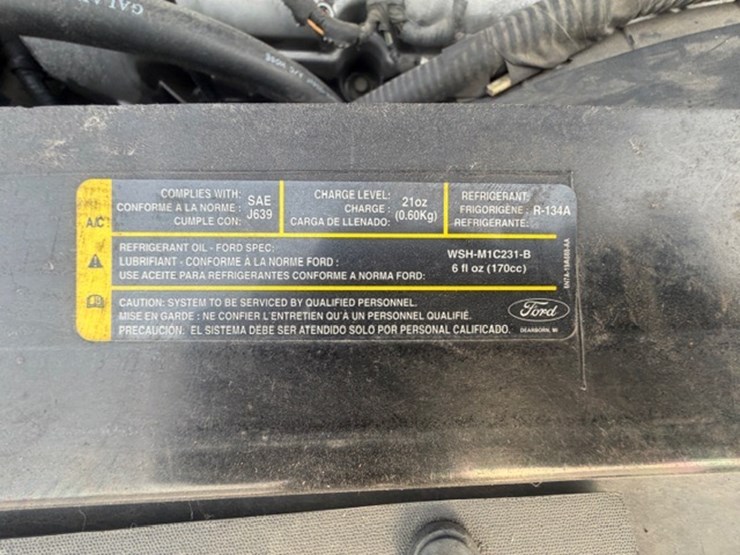 GALA
A/C
COMPLIES WITH: SAE
CONFORME A LA NORME: J639
CUMPLE CON:
CHARGE LEVEL: 21oz
CHARGE: (0.60Kg)
CARGA DE LLENADO:
REFRIGERANT:
FRIGORIGÈNE: R-134A
REFRIGERANTE:
REFRIGERANT OIL - FORD SPEC:
LUBRIFIANT - CONFORME À LA NORME FORD :
USE ACEITE PARA REFRIGERANTES CONFORME A NORMA FORD:
WSH-M1C231-B
6 fl oz (170cc)
CAUTION: SYSTEM TO BE SERVICED BY QUALIFIED PERSONNEL.
MISE EN GARDE : NE CONFIER L'ENTRETIEN QU'À UN PERSONNEL QUALIFIÉ.
PRECAUCIÓN: EL SISTEMA DEBE SER ATENDIDO SOLO POR PERSONAL CALIFICADO.
Ford
DEARBORN, MI